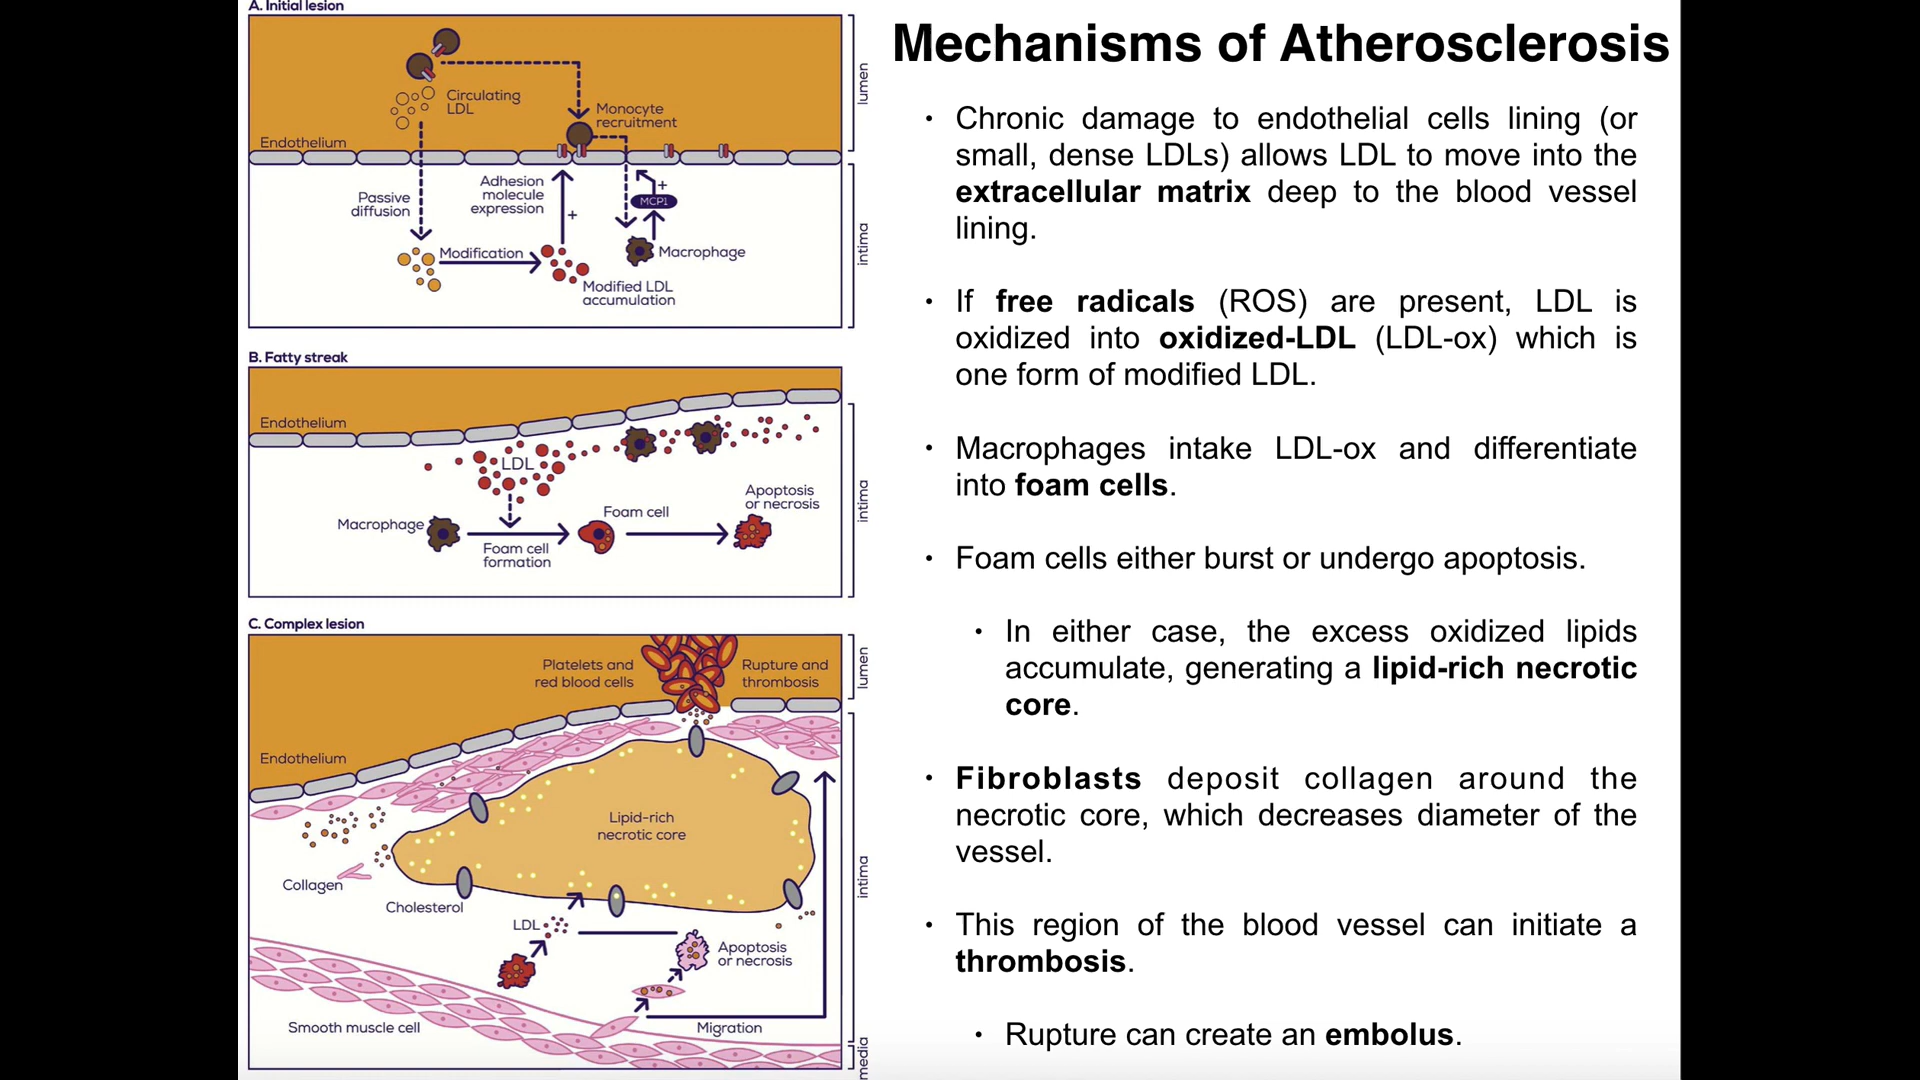 A. Initial lesion
Circulating
LDL
Monocyte
recruitment
lumen
Endothelium
Passive
diffusion
Adhesion
molecule
expression
+
+
MCP1
Modification
Macrophage
Modified LDL
accumulation
intima
B. Fatty streak
Endothelium
LDL
Macrophage
Foam cell
formation
Foam cell
Apoptosis
or necrosis
intima
C. Complex lesion
Platelets and
red blood cells
Rupture and
thrombosis
lumen
Endothelium
Lipid-rich
necrotic core
Collagen
Cholesterol
LDL
Apoptosis
or necrosis
intima
Smooth muscle cell
Migration
media
Mechanisms of Atherosclerosis
• Chronic damage to endothelial cells lining (or
small, dense LDLs) allows LDL to move into the
extracellular matrix deep to the blood vessel
lining.
• If free radicals (ROS) are present, LDL is
oxidized into oxidized-LDL (LDL-ox) which is
one form of modified LDL.
• Macrophages intake LDL-ox and differentiate
into foam cells.
• Foam cells either burst or undergo apoptosis.
• In either case, the excess oxidized lipids
accumulate, generating a lipid-rich necrotic
core.
• Fibroblasts deposit collagen around the
necrotic core, which decreases diameter of the
vessel.
• This region of the blood vessel can initiate a
thrombosis.
• Rupture can create an embolus.